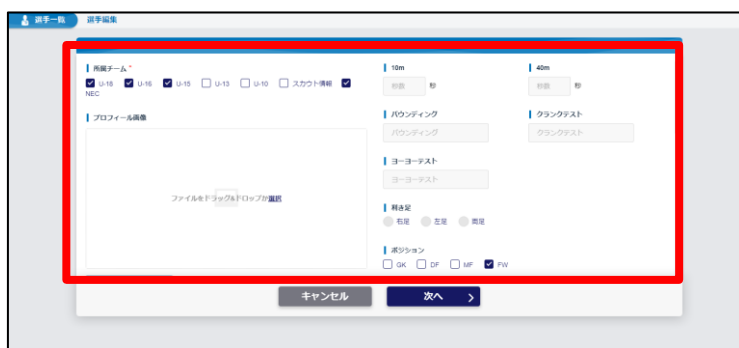 選手一覧 選手編集
所属チーム*
U-18 U-16 U-15 U-13 U-10 スカウト情報
NEC
プロフィール画像
ファイルをドラッグ&ドロップか選択
10m
秒数 秒
40m
秒数 秒
バウンディング
バウンディング
クランクテスト
クランクテスト
ヨーヨーテスト
ヨーヨーテスト
利き足
右足 左足 両足
ポジション
GK DF MF FW
キャンセル 次へ